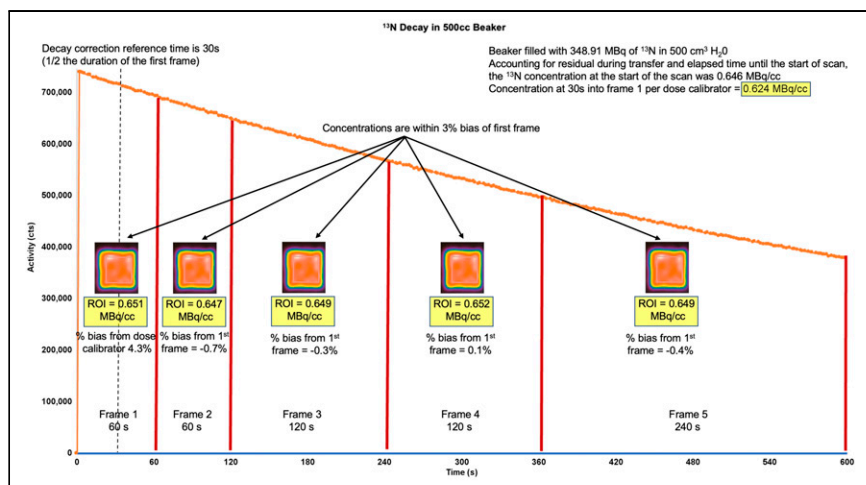 ¹³N Decay in 500cc Beaker
Decay correction reference time is 30s
(1/2 the duration of the first frame)
Beaker filled with 348.91 MBq of ¹³N in 500 cm³ H₂0
Accounting for residual during transfer and elapsed time until the start of scan,
the ¹³N concentration at the start of the scan was 0.646 MBq/cc
Concentration at 30s into frame 1 per dose calibrator = 0.624 MBq/cc
Concentrations are within 3% bias of first frame
Activity (cts)
700,000
600,000
500,000
400,000
300,000
200,000
100,000
0
ROI = 0.651
MBq/cc
% bias from dose
calibrator 4.3%
ROI = 0.647
MBq/cc
% bias from 1st
frame = -0.7%
ROI = 0.649
MBq/cc
% bias from 1st
frame = -0.3%
ROI = 0.652
MBq/cc
% bias from 1st
frame = 0.1%
ROI = 0.649
MBq/cc
% bias from 1st
frame = -0.4%
Frame 1
60 s
Frame 2
60 s
Frame 3
120 s
Frame 4
120 s
Frame 5
240 s
0 60 120 180 240 300 360 420 480 540 600
Time (s)